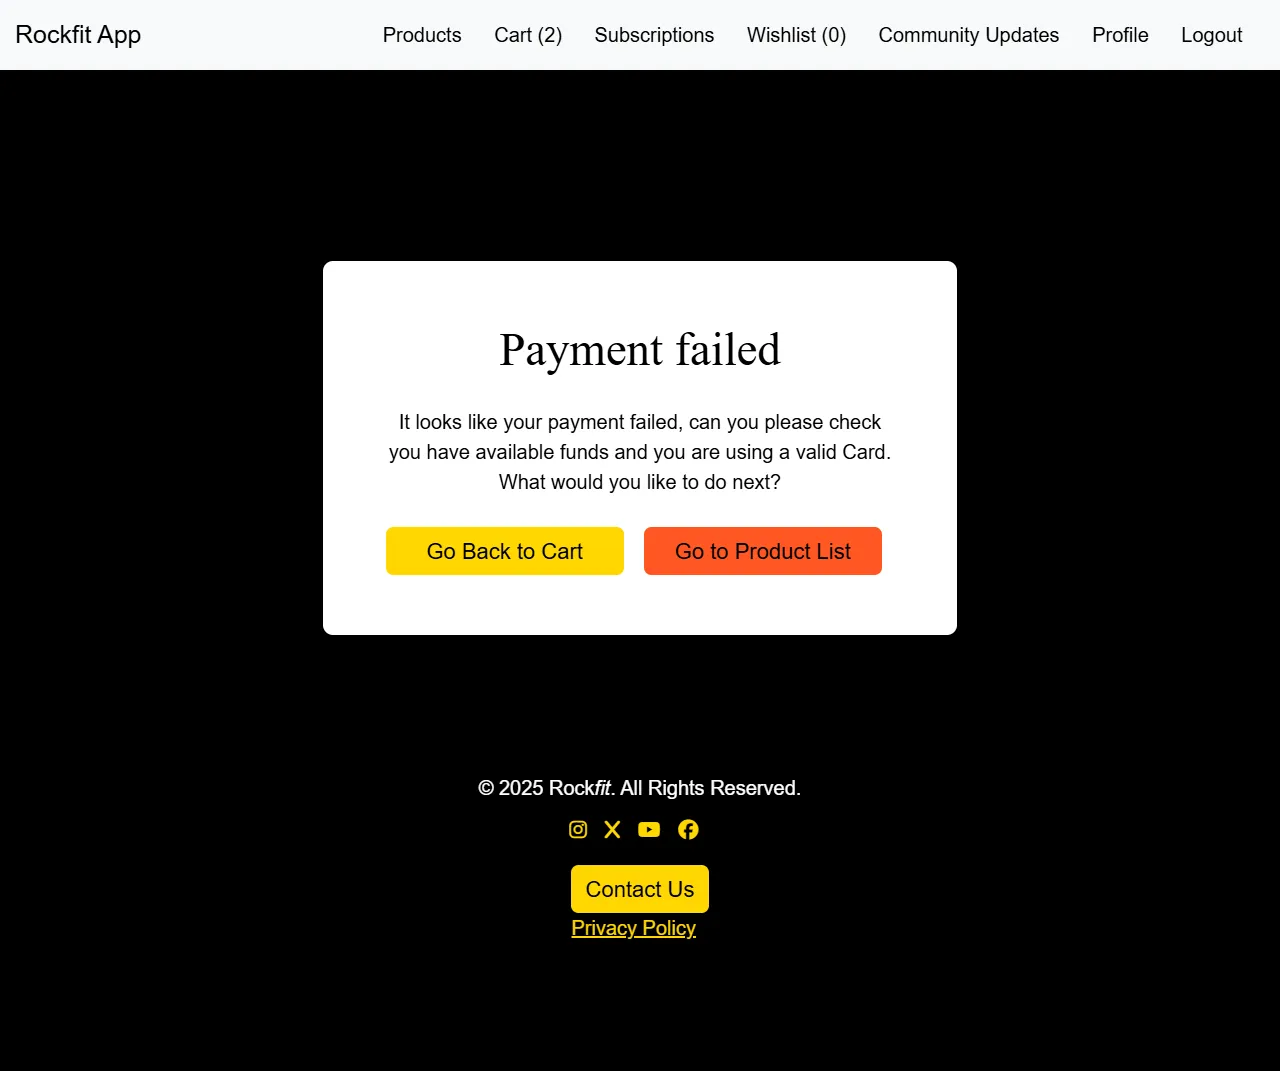 Rockfit App
Products
Cart (2)
Subscriptions
Wishlist (0)
Community Updates
Profile
Logout
Payment failed
It looks like your payment failed, can you please check
you have available funds and you are using a valid Card.
What would you like to do next?
Go Back to Cart
Go to Product List
© 2025 Rockfit. All Rights Reserved.
Contact Us
Privacy Policy